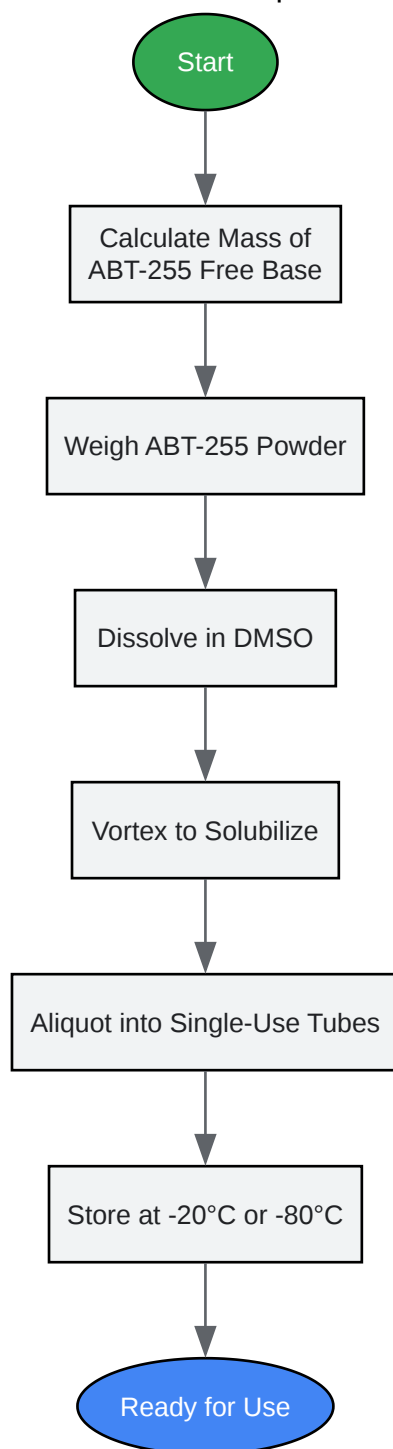 Start
Calculate Mass of
ABT-255 Free Base
Weigh ABT-255 Powder
Dissolve in DMSO
Vortex to Solubilize
Aliquot into Single-Use Tubes
Store at -20°C or -80°C
Ready for Use